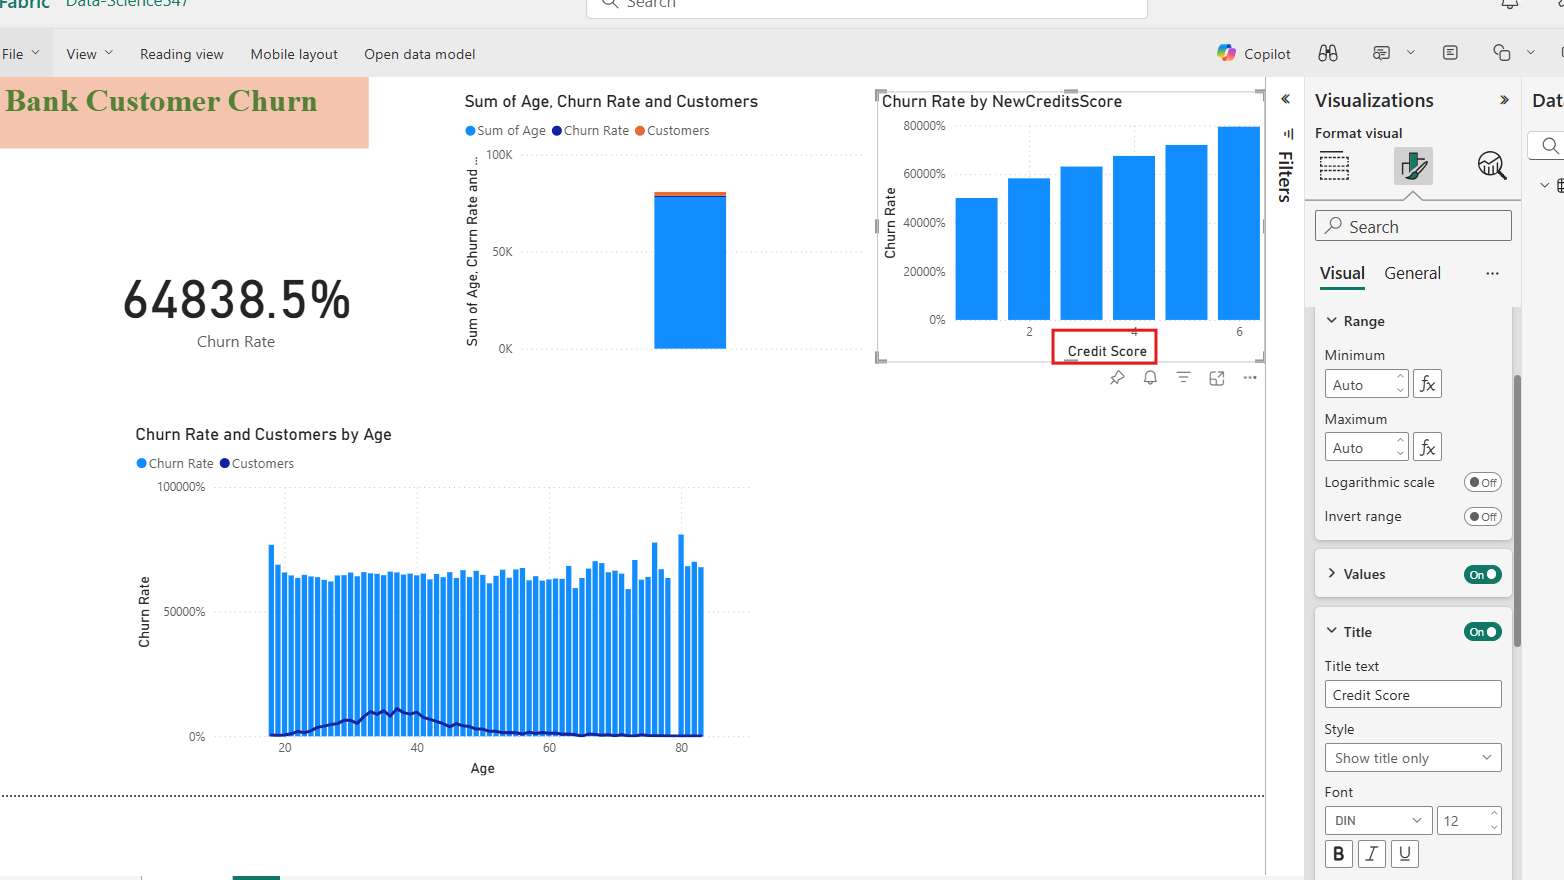 Fabric Data-Science547
Search
File View Reading view Mobile layout Open data model
Copilot
Bank Customer Churn
64838.5%
Churn Rate
Sum of Age, Churn Rate and Customers
Sum of Age Churn Rate Customers
Sum of Age, Churn Rate and ...
100K
50K
0K
Churn Rate by NewCreditsScore
Churn Rate
80000%
60000%
40000%
20000%
0%
2 4 6
Credit Score
Churn Rate and Customers by Age
Churn Rate Customers
Churn Rate
100000%
50000%
0%
20 40 60 80
Age
Filters
Visualizations
Format visual
Search
Visual General
Range
Minimum
Auto fx
Maximum
Auto fx
Logarithmic scale Off
Invert range Off
Values On
Title On
Title text
Credit Score
Style
Show title only
Font
DIN 12
B I U